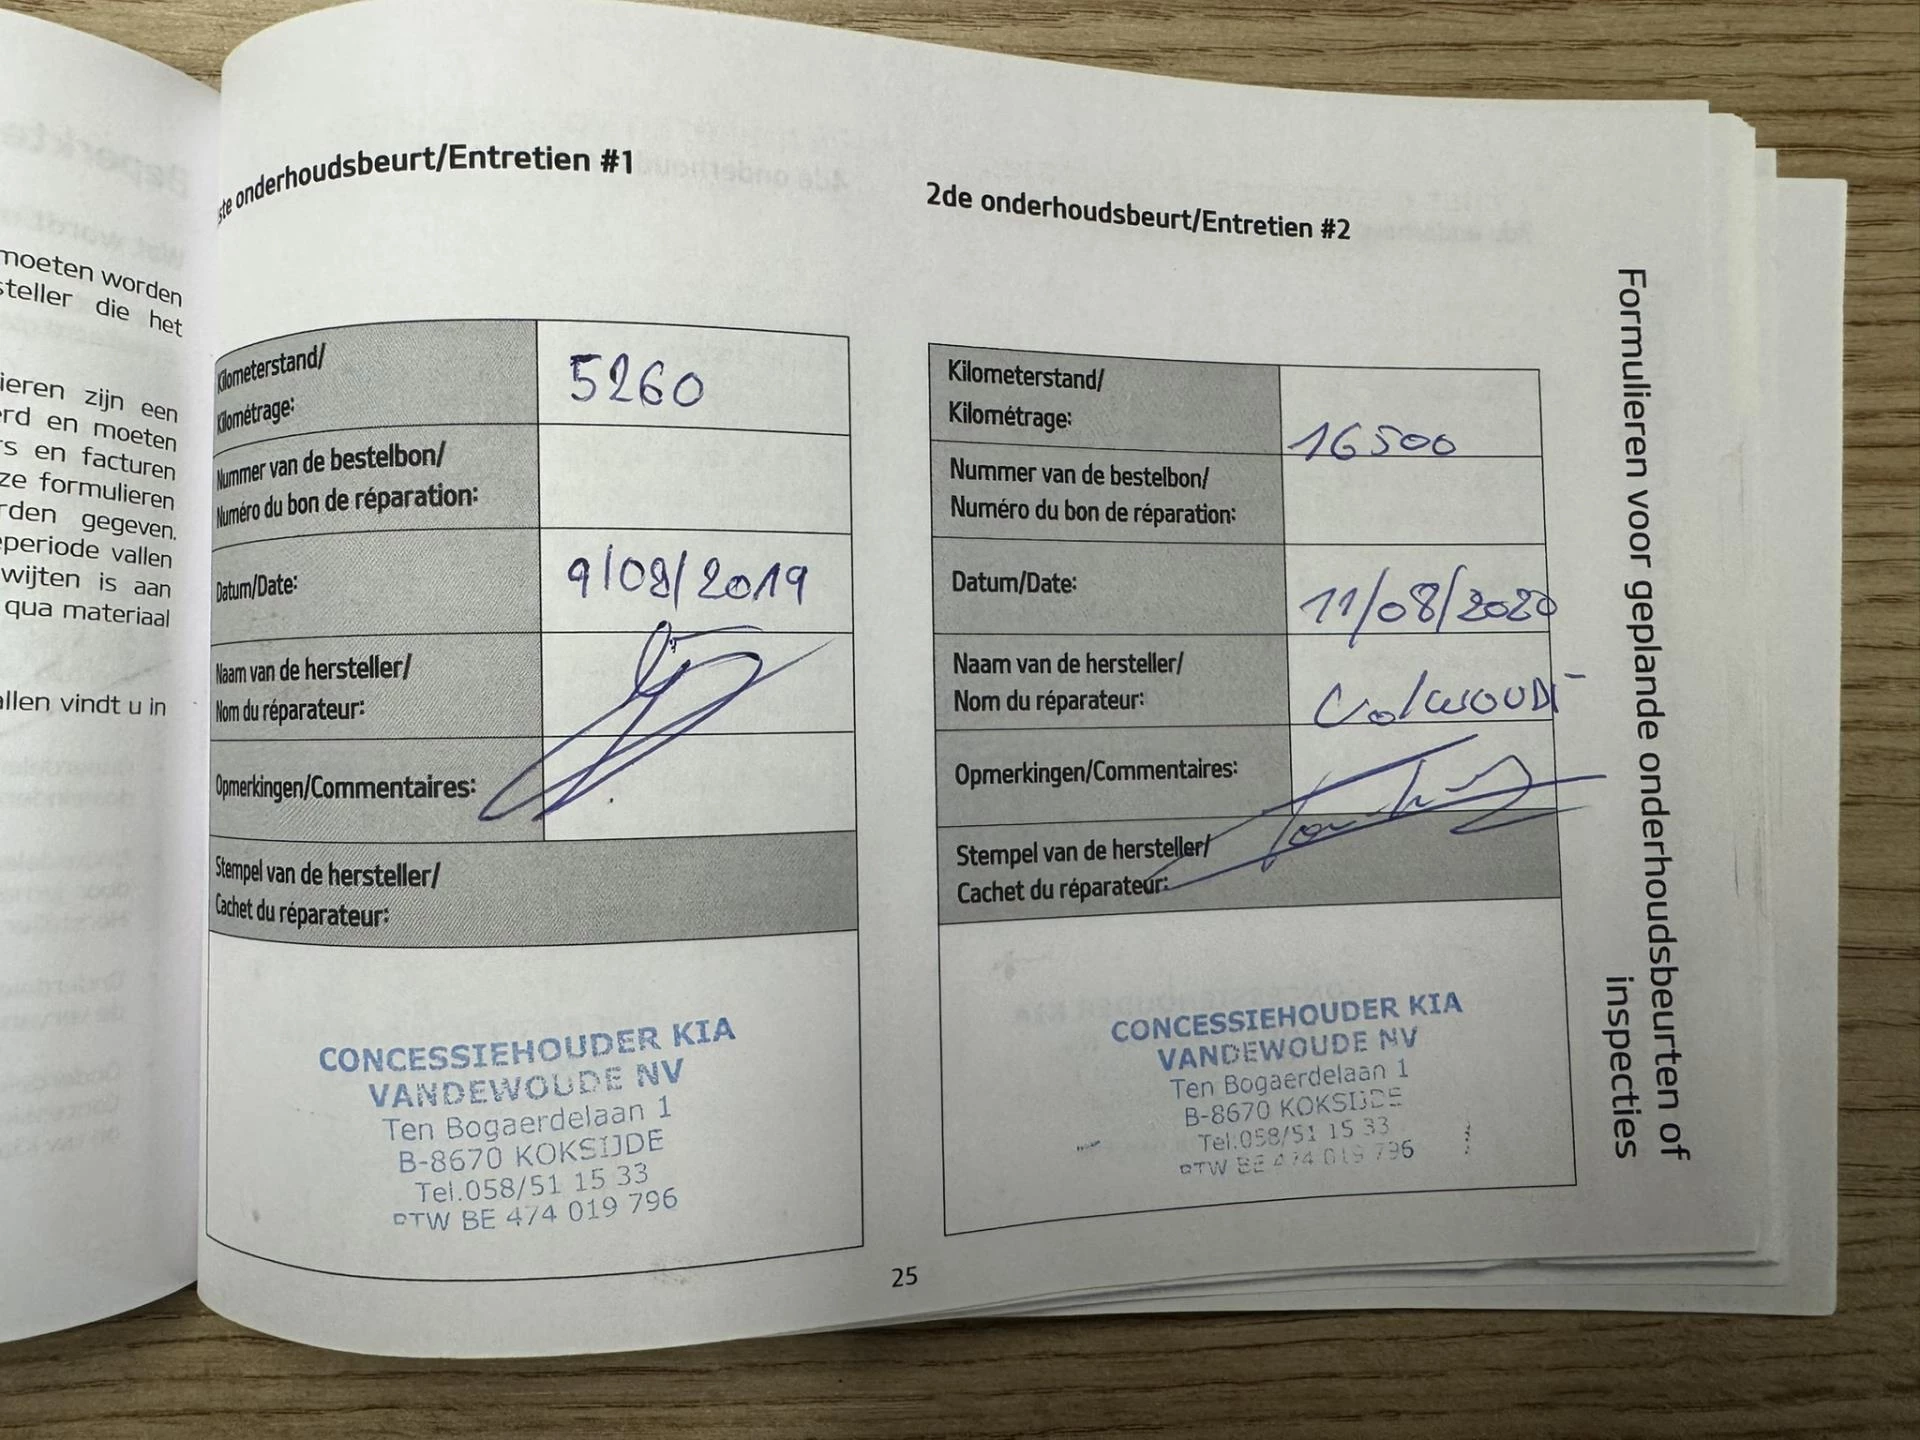 moeten worden
steller die het
ieren zijn een
erd en moeten
rs en facturen
ze formulieren
rden gegeven.
eperiode vallen
wijten is aan
qua materiaal
allen vindt u in
ste onderhoudsbeurt/Entretien #1
Kilometerstand/
Kilométrage:
5260
Nummer van de bestelbon/
Numéro du bon de réparation:
Datum/Date:
9/08/2019
Naam van de hersteller/
Nom du réparateur:
Opmerkingen/Commentaires:
Stempel van de hersteller/
Cachet du réparateur:
CONCESSIEHOUDER KIA
VANDEWOUDE NV
Ten Bogaerdelaan 1
B-8670 KOKSIJDE
Tel.058/51 15 33
BTW BE 474 019 796
2de onderhoudsbeurt/Entretien #2
Kilometerstand/
Kilométrage:
16500
Nummer van de bestelbon/
Numéro du bon de réparation:
Datum/Date:
11/08/2020
Naam van de hersteller/
Nom du réparateur:
Opmerkingen/Commentaires:
Stempel van de hersteller/
Cachet du réparateur:
CONCESSIEHOUDER KIA
VANDEWOUDE NV
Ten Bogaerdelaan 1
B-8670 KOKSIJDE
Tel.058/51 15 33
BTW BE 474 019 796
Formulieren voor geplande onderhoudsbeurten of
inspecties
25